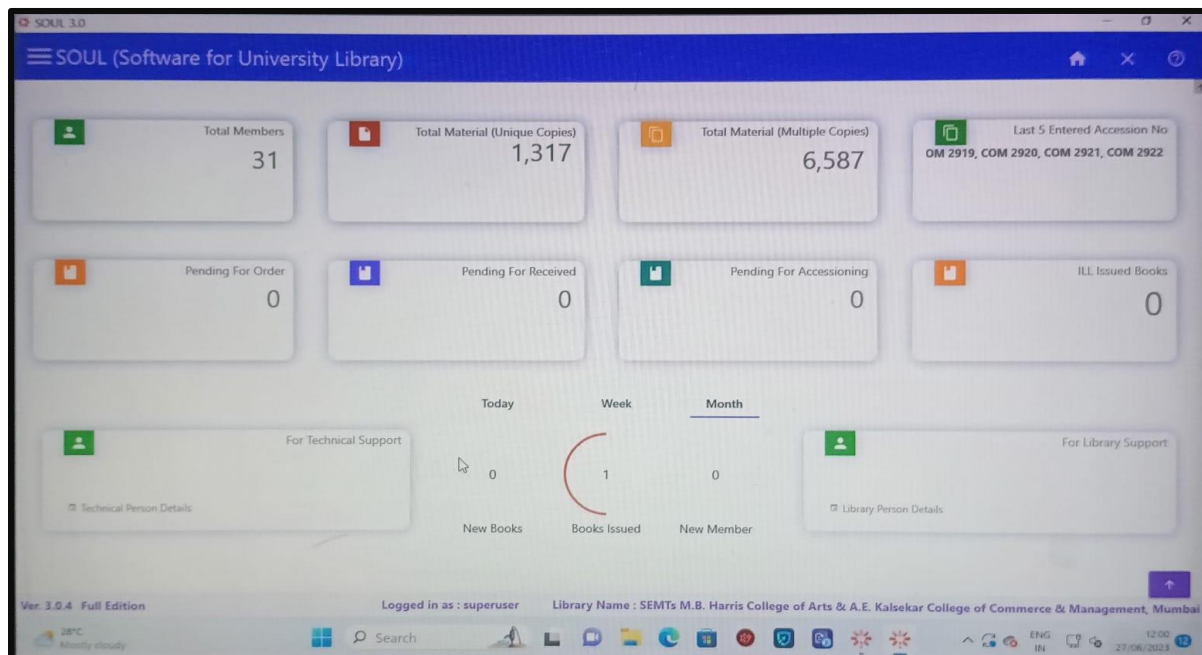 SOUL 3.0
SOUL (Software for University Library)
Total Members
31
Total Material (Unique Copies)
1,317
Total Material (Multiple Copies)
6,587
Last 5 Entered Accession No
OM 2919, COM 2920, COM 2921, COM 2922
Pending For Order
0
Pending For Received
0
Pending For Accessioning
0
ILL Issued Books
0
Today Week Month
For Technical Support
Technical Person Details
0 1 0
New Books Books Issued New Member
For Library Support
Library Person Details
Ver. 3.0.4 Full Edition Logged in as : superuser Library Name : SEMTs M.B. Harris College of Arts & A.E. Kalsekar College of Commerce & Management, Mumbai
28°C
Mostly cloudy
Search
ENG
IN
12:00
27/06/2023
12